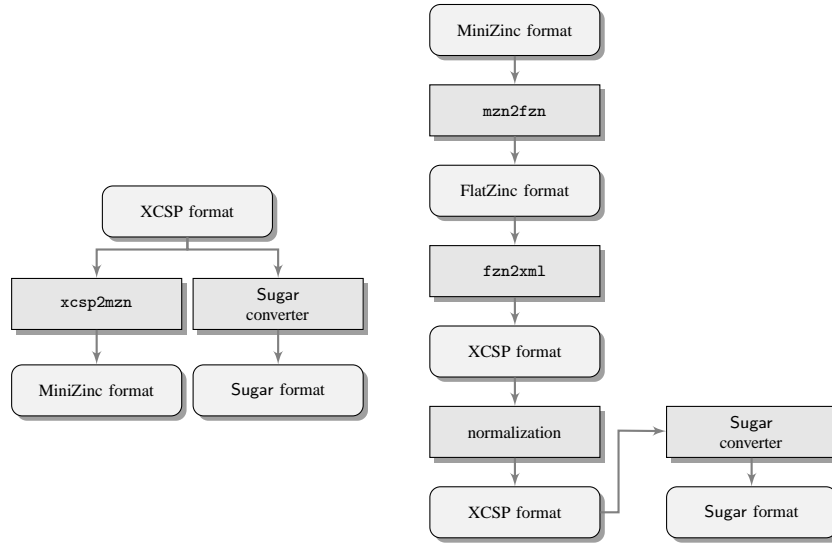 XCSP format
xcsp2mzn
Sugar
converter
MiniZinc format
Sugar format
MiniZinc format
mzn2fzn
FlatZinc format
fzn2xml
XCSP format
normalization
XCSP format
Sugar
converter
Sugar format